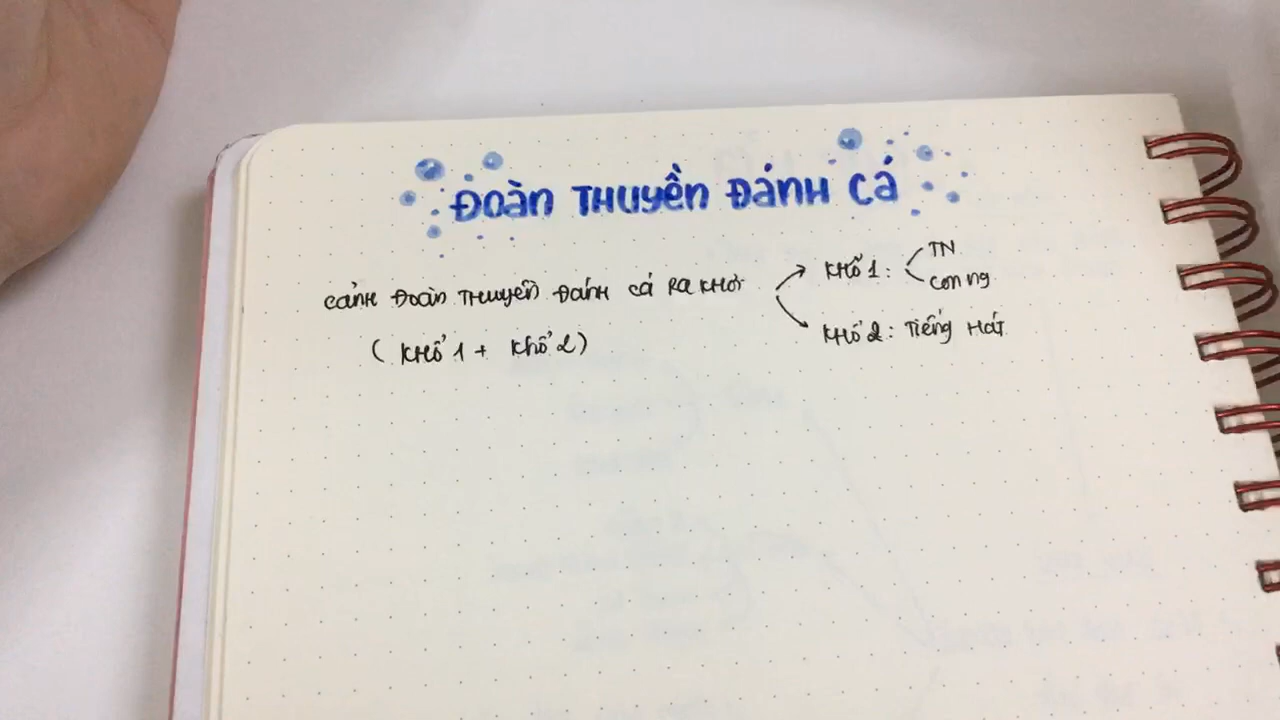 ĐOÀN THUYỀN ĐÁNH CÁ
CẢNH ĐOÀN THUYỀN ĐÁNH CÁ RA KHƠI
(KHỔ 1 + KHỔ 2)
KHỔ 1: TN
CON NG
KHỔ 2: TIẾNG HÁT